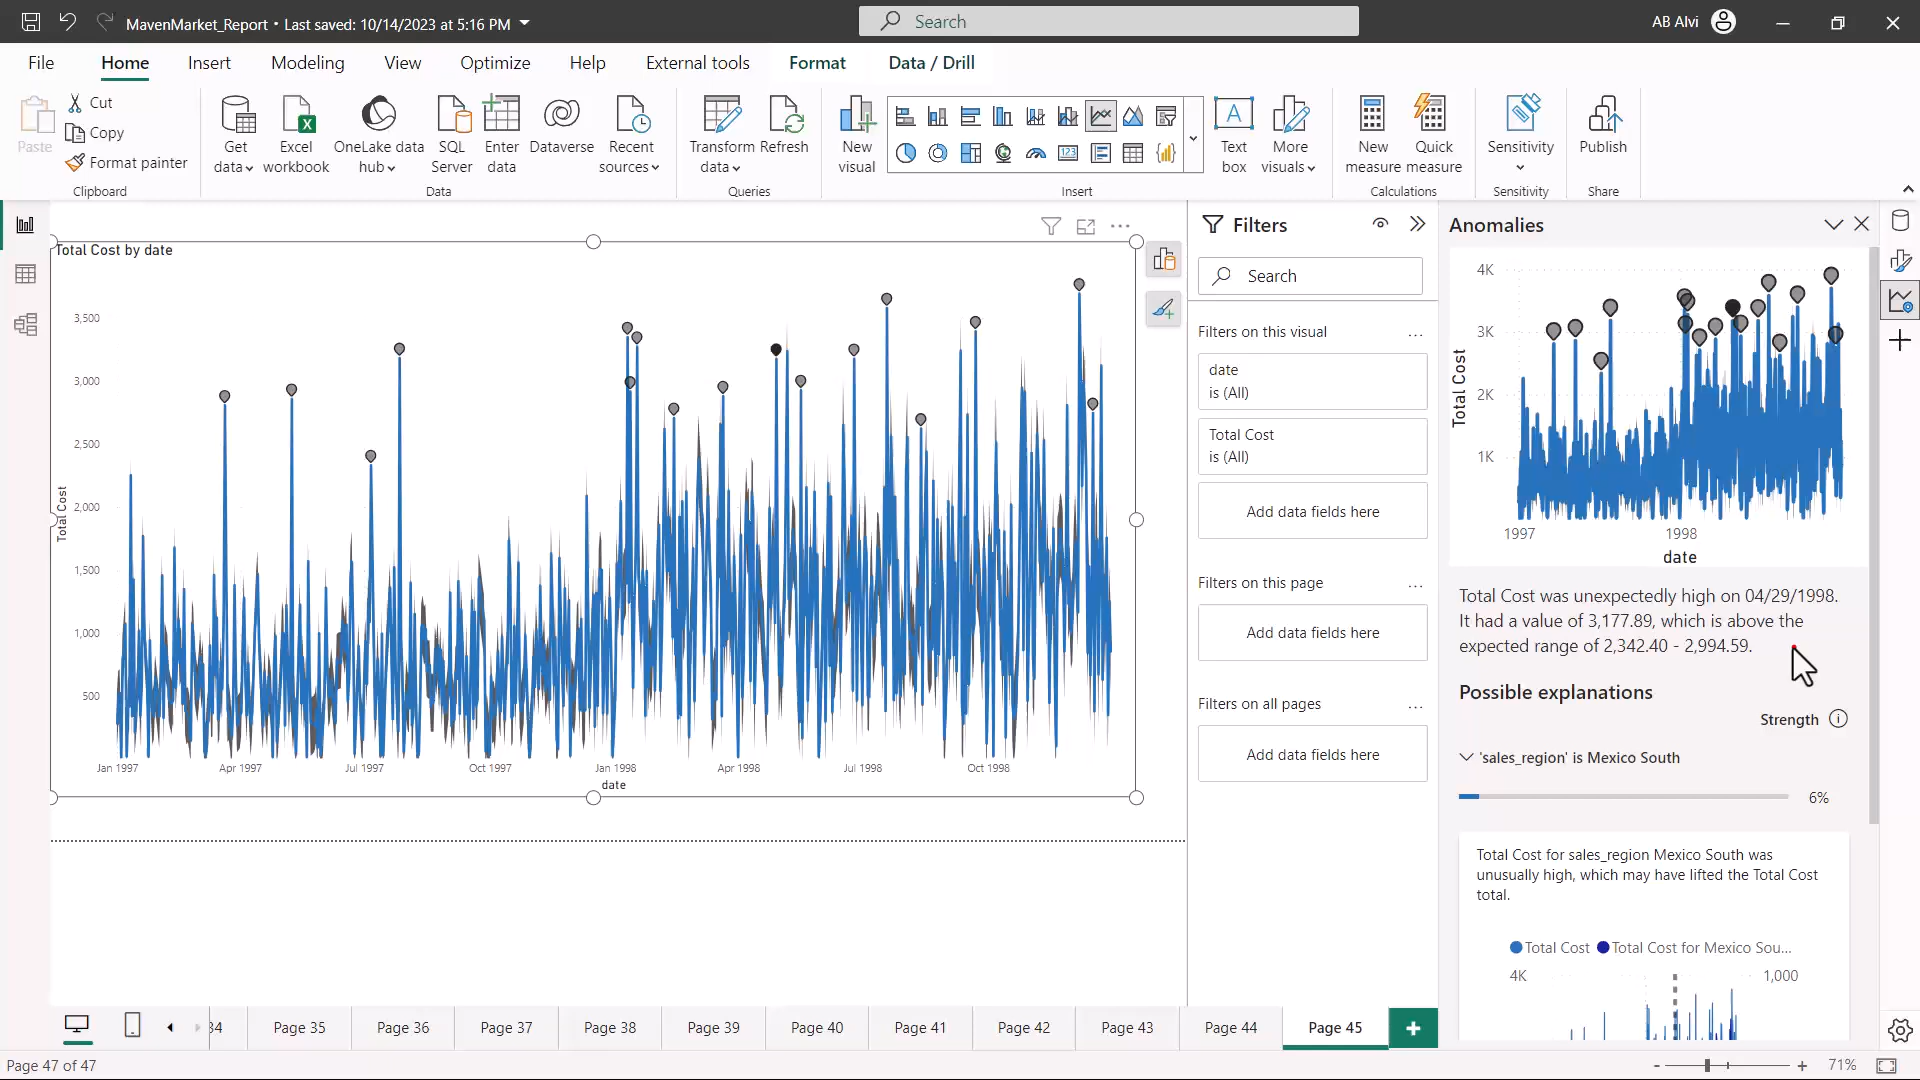 MavenMarket_Report • Last saved: 10/14/2023 at 5:16 PM
Search
AB Alvi
File Home Insert Modeling View Optimize Help External tools Format Data / Drill
Paste
Cut
Copy
Format painter
Clipboard
Get data
Excel workbook
OneLake data hub
SQL Server
Enter data
Dataverse
Recent sources
Data
Transform data
Refresh
Queries
New visual
123
A
Text box
More visuals
Insert
New measure
Quick measure
Calculations
Sensitivity
Sensitivity
Publish
Share
Total Cost by date
3,500
3,000
2,500
2,000
1,500
1,000
500
Total Cost
Jan 1997 Apr 1997 Jul 1997 Oct 1997 Jan 1998 Apr 1998 Jul 1998 Oct 1998
date
Filters
Search
Filters on this visual
date
is (All)
Total Cost
is (All)
Add data fields here
Filters on this page
Add data fields here
Filters on all pages
Add data fields here
Anomalies
4K
3K
2K
1K
Total Cost
1997 1998
date
Total Cost was unexpectedly high on 04/29/1998.
It had a value of 3,177.89, which is above the
expected range of 2,342.40 - 2,994.59.
Possible explanations
Strength
'sales_region' is Mexico South
6%
Total Cost for sales_region Mexico South was
unusually high, which may have lifted the Total Cost
total.
Total Cost Total Cost for Mexico Sou...
4K 1,000
34 Page 35 Page 36 Page 37 Page 38 Page 39 Page 40 Page 41 Page 42 Page 43 Page 44 Page 45
Page 47 of 47
71%